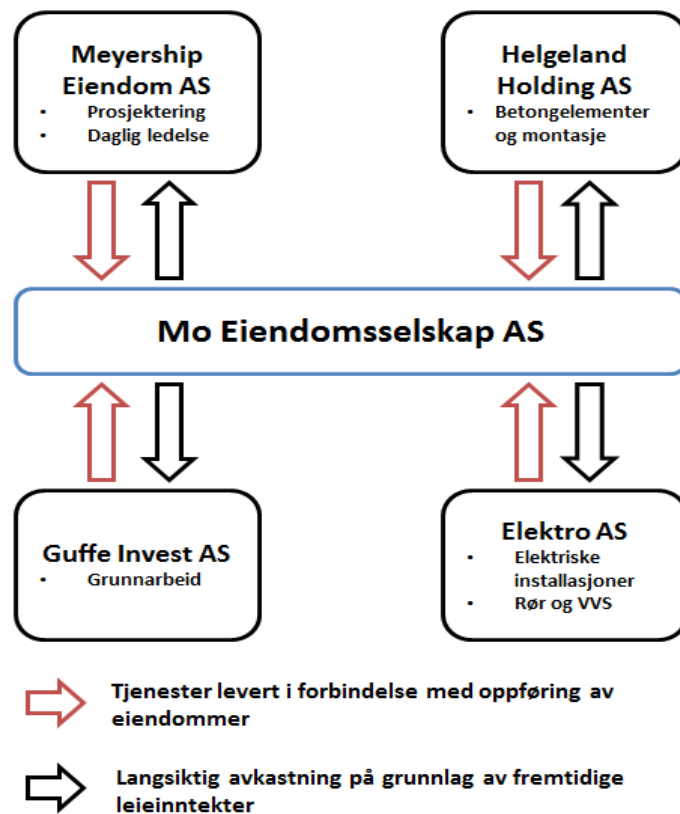 Meyership
Eiendom AS
• Prosjektering
• Daglig ledelse
Helgeland
Holding AS
• Betongelementer
og montasje
Mo Eiendomsselskap AS
Guffe Invest AS
• Grunnarbeid
Elektro AS
• Elektriske
installasjoner
• Rør og VVS
Tjenester levert i forbindelse med oppføring av
eiendommer
Langsiktig avkastning på grunnlag av fremtidige
leieinntekter